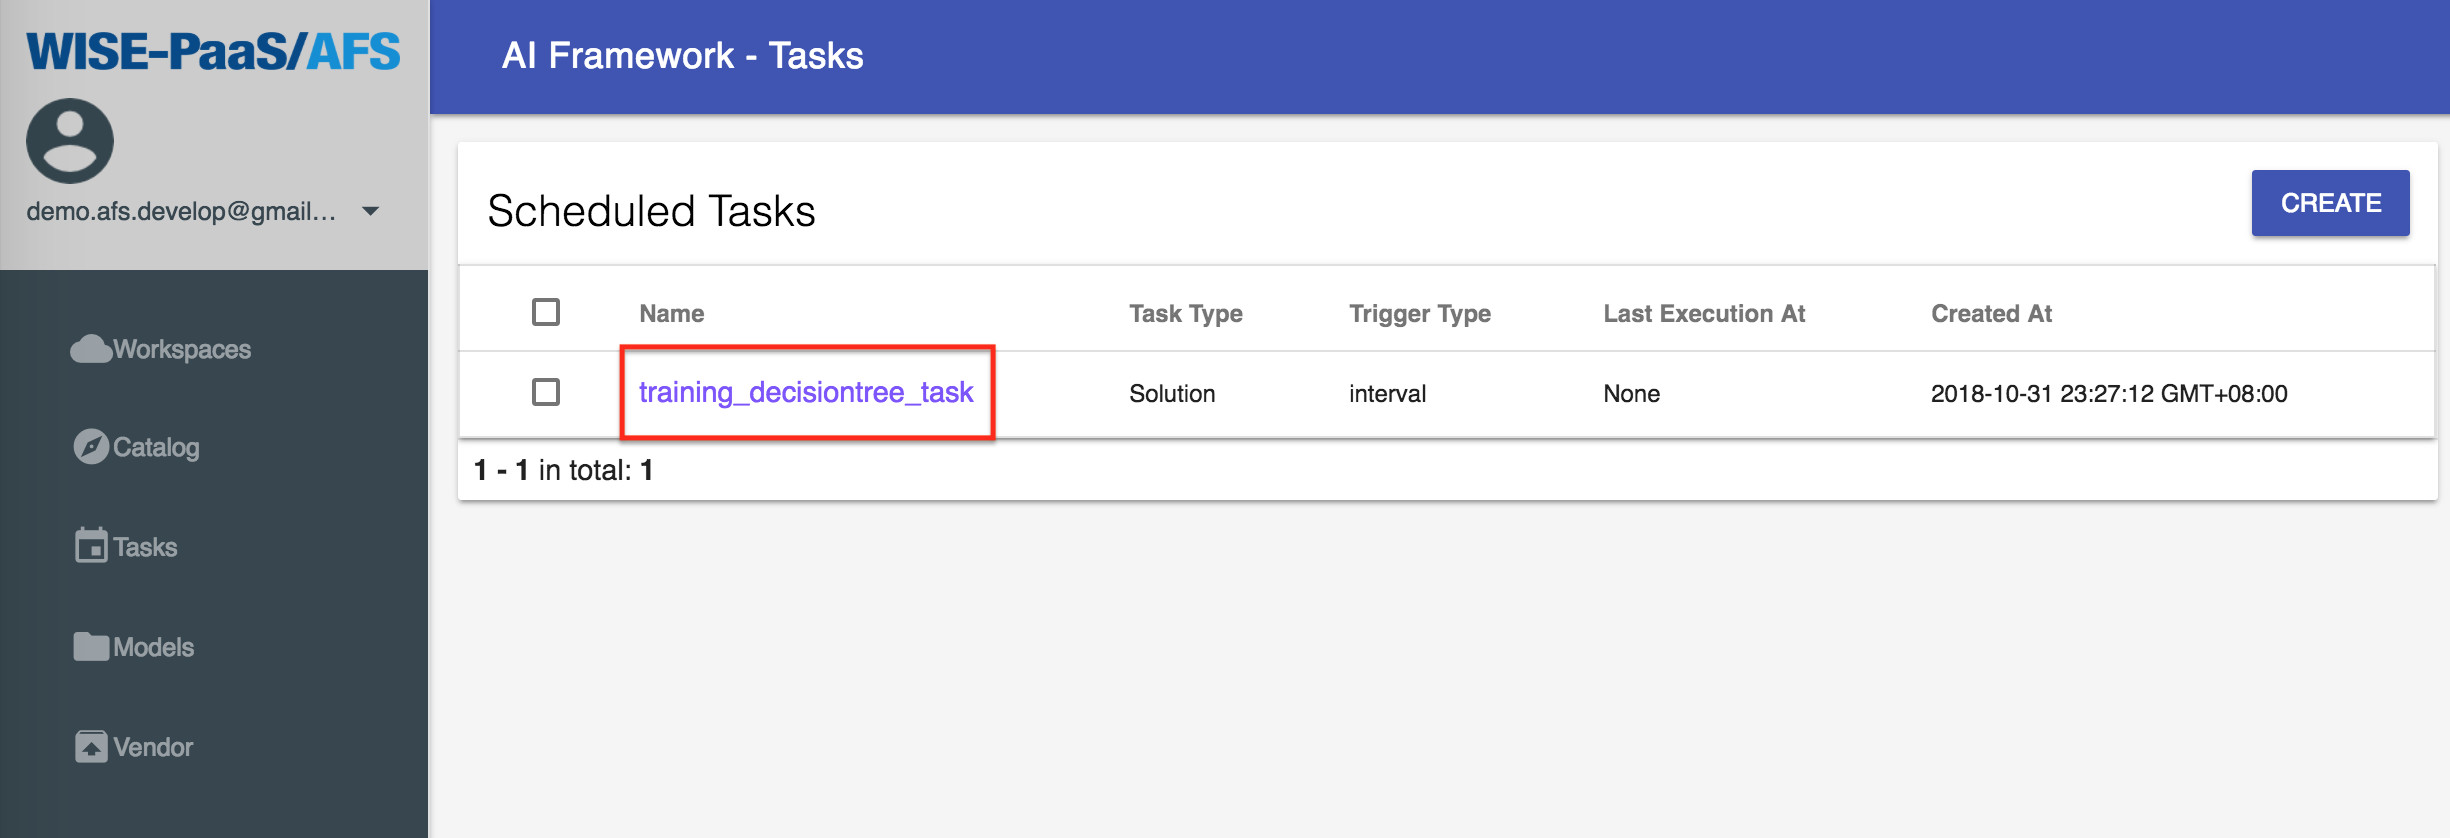 WISE-PaaS/AFS
demo.afs.develop@gmail...
Workspaces
Catalog
Tasks
Models
Vendor
AI Framework - Tasks
Scheduled Tasks
CREATE
Name Task Type Trigger Type Last Execution At Created At
training_decisiontree_task Solution interval None 2018-10-31 23:27:12 GMT+08:00
1 - 1 in total: 1